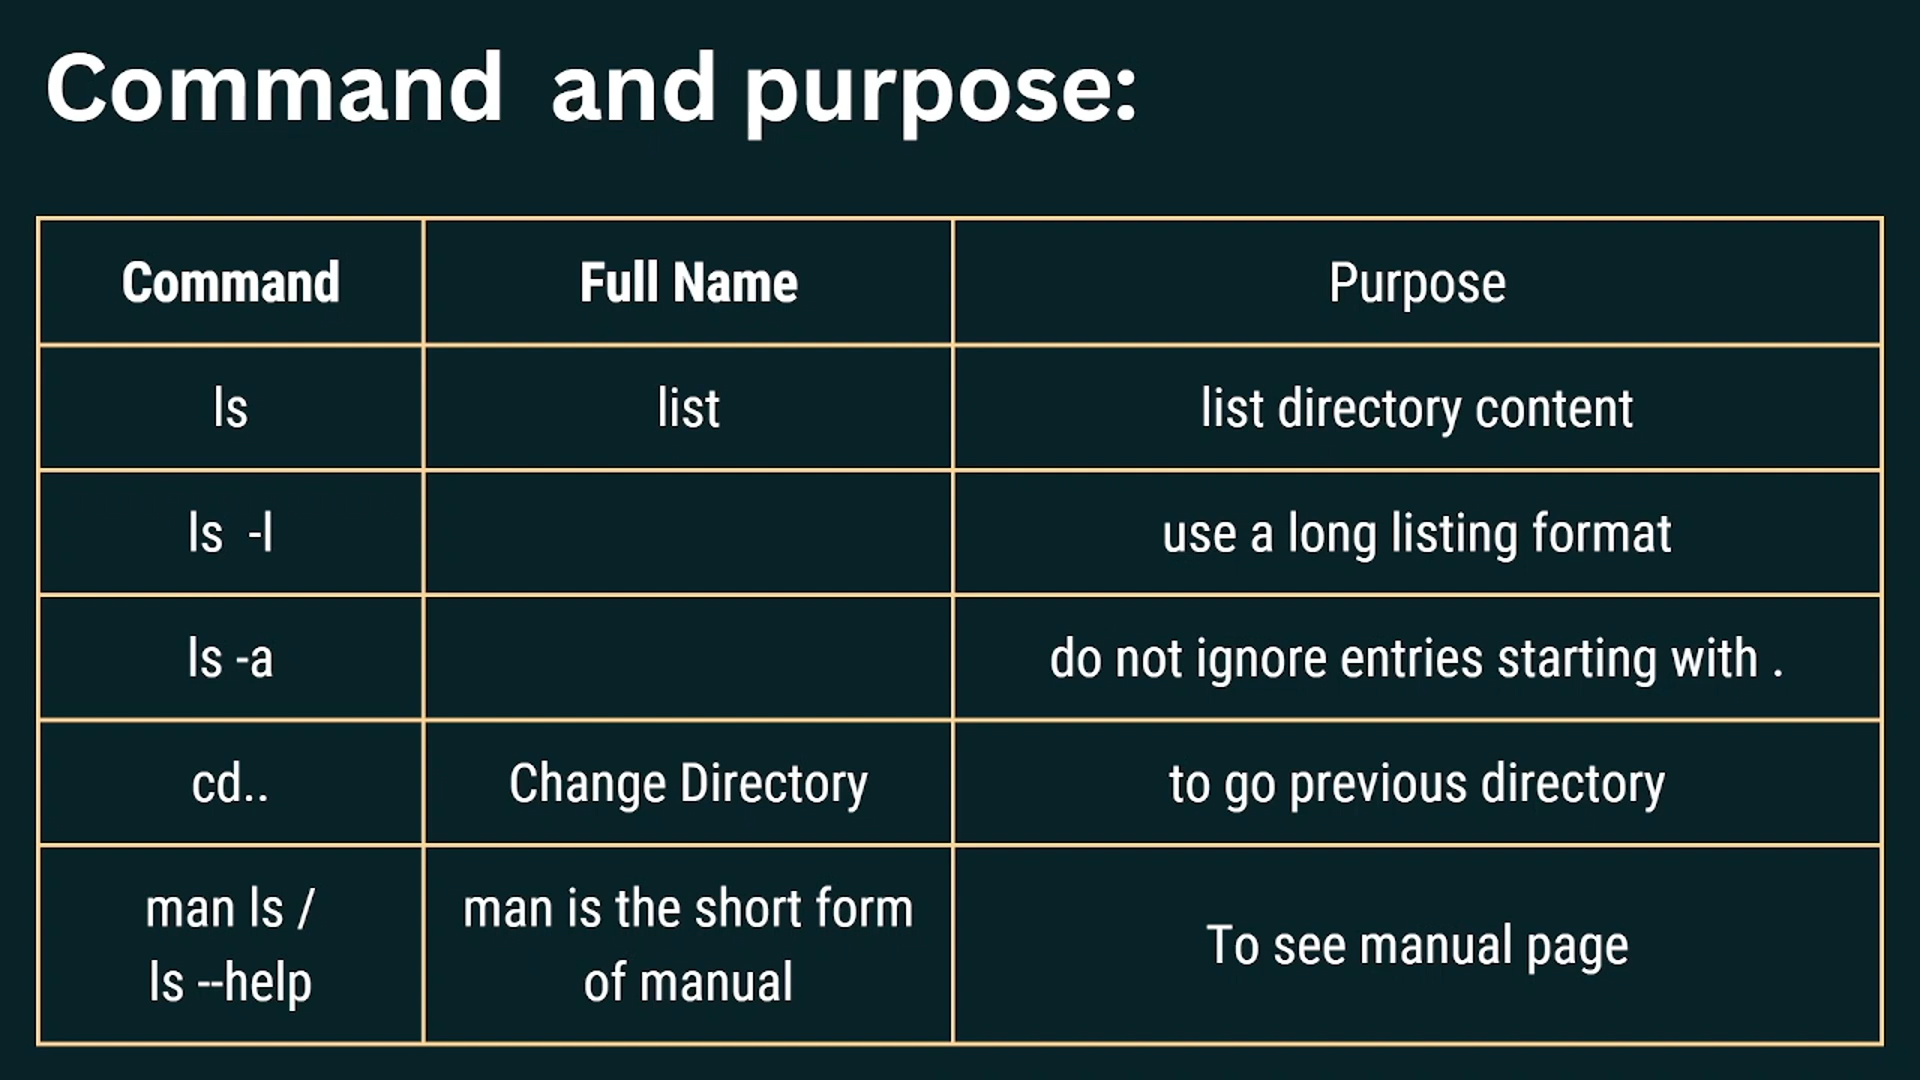 Command  and purpose:
Command Full Name Purpose
ls list list directory content
ls  -l use a long listing format
ls -a do not ignore entries starting with .
cd.. Change Directory to go previous directory
man ls /
ls --help
man is the short form
of manual
To see manual page